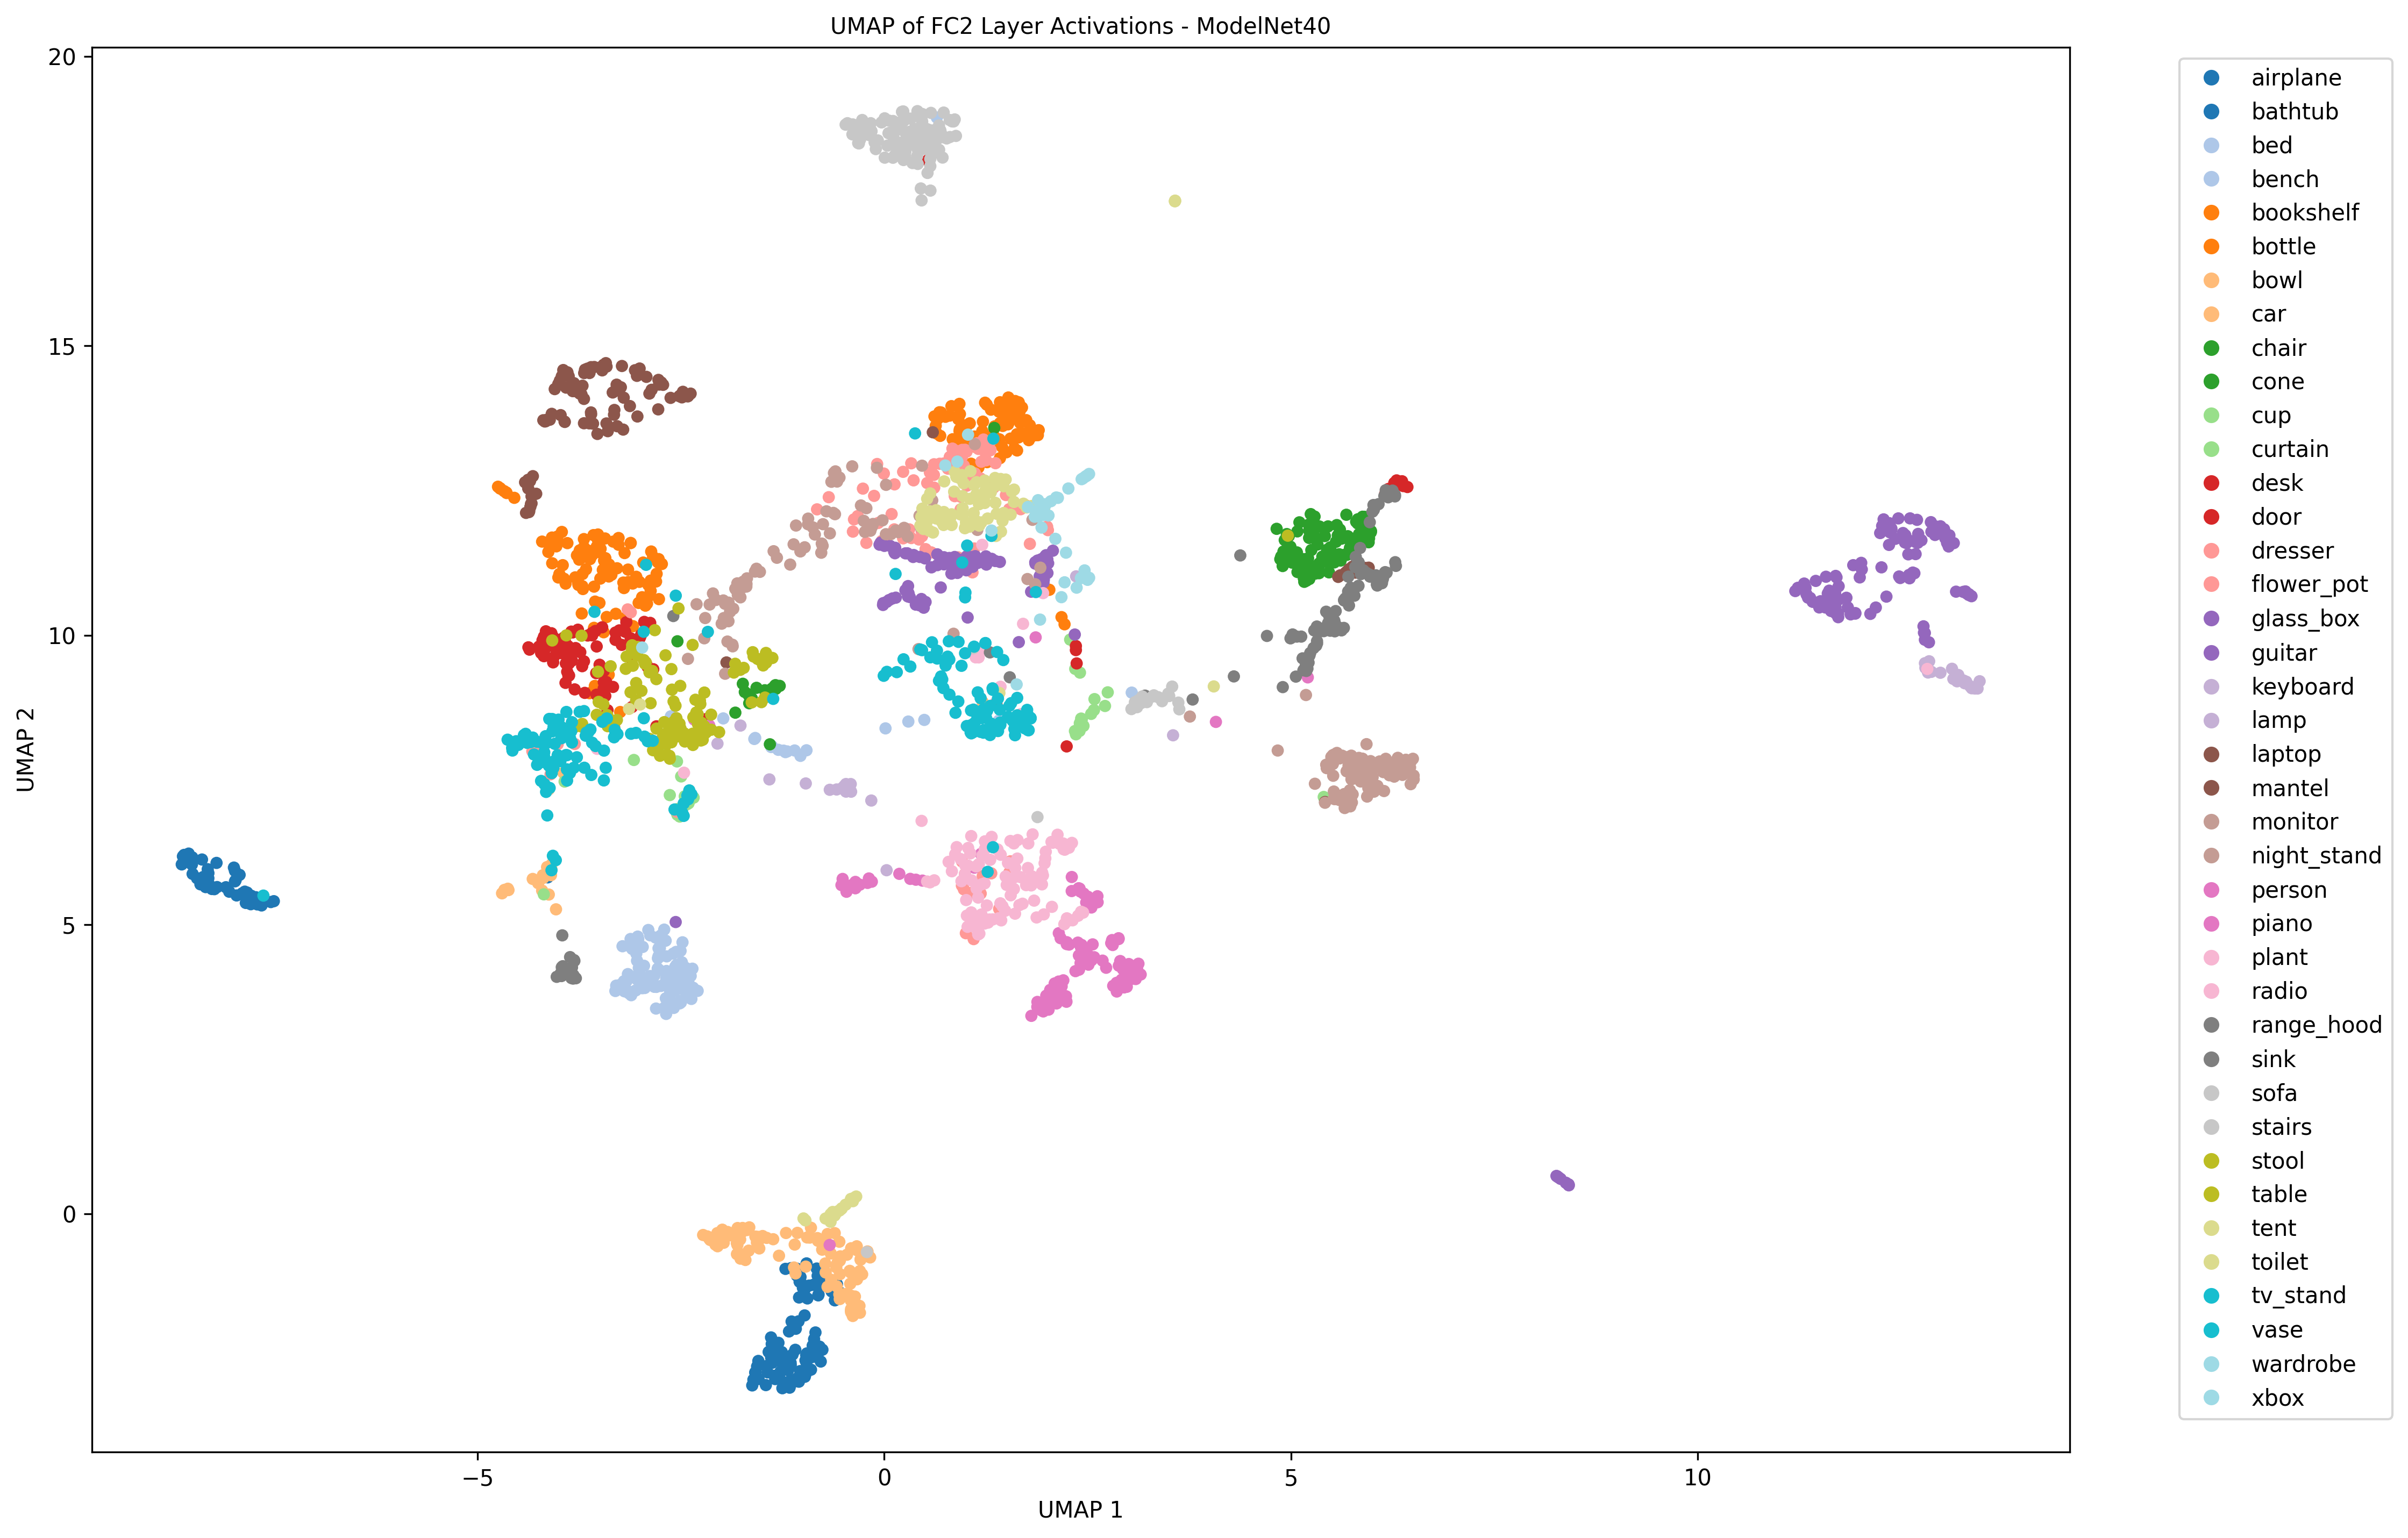 UMAP of FC2 Layer Activations - ModelNet40
20
15
10
5
0
UMAP 2
−5
0
5
10
UMAP 1
airplane
bathtub
bed
bench
bookshelf
bottle
bowl
car
chair
cone
cup
curtain
desk
door
dresser
flower_pot
glass_box
guitar
keyboard
lamp
laptop
mantel
monitor
night_stand
person
piano
plant
radio
range_hood
sink
sofa
stairs
stool
table
tent
toilet
tv_stand
vase
wardrobe
xbox